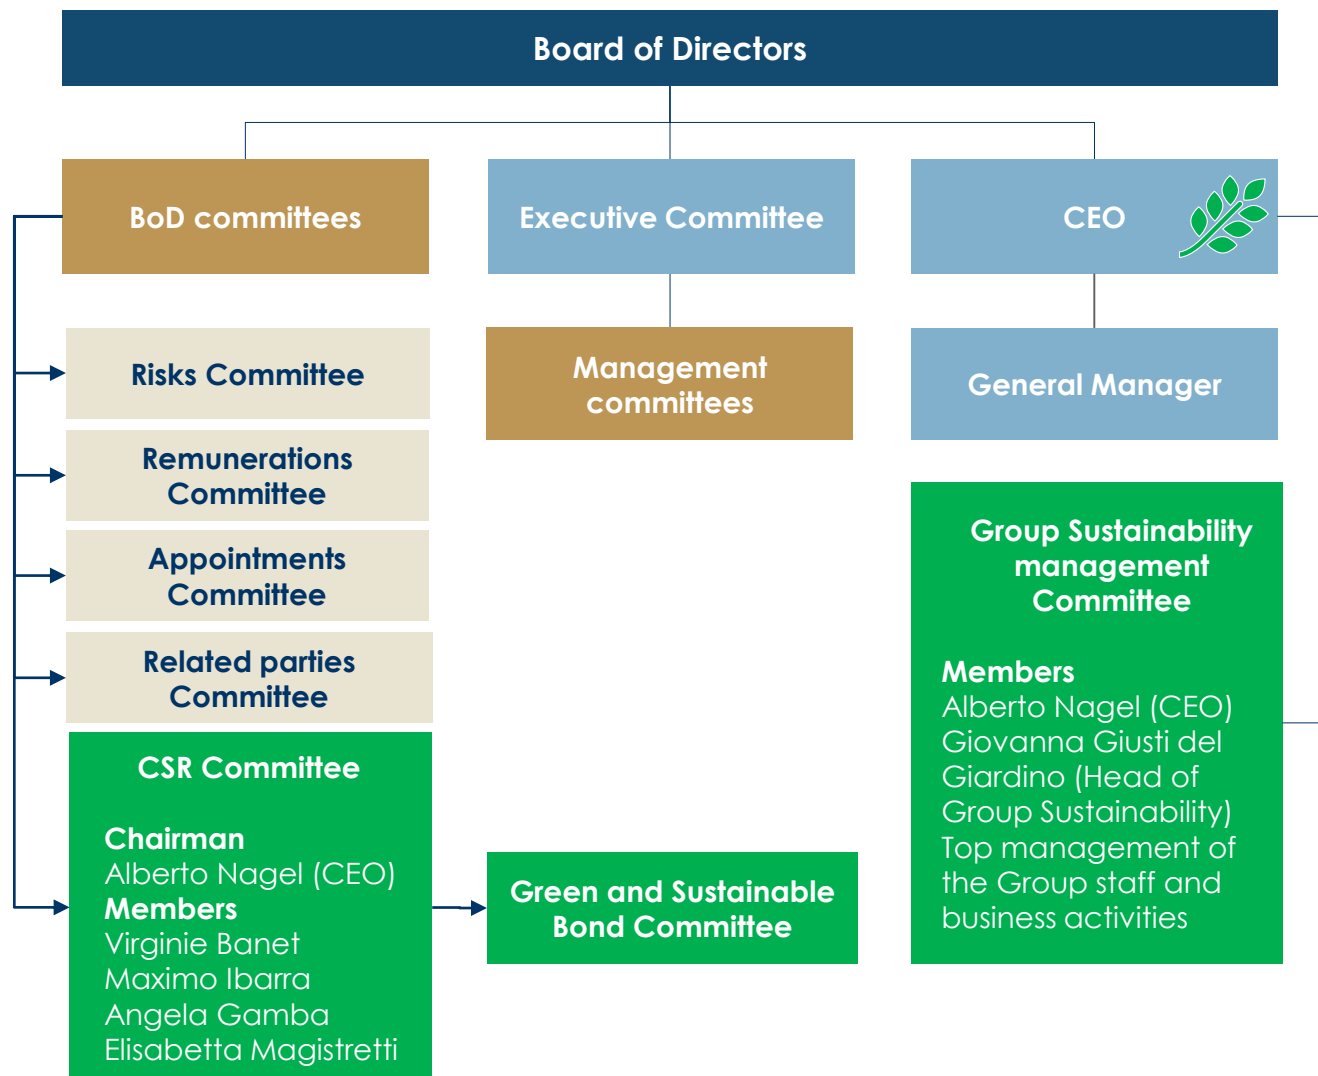 Board of Directors
BoD committees
Executive Committee
CEO
Risks Committee
Management
committees
General Manager
Remunerations
Committee
Appointments
Committee
Related parties
Committee
CSR Committee
Chairman
Alberto Nagel (CEO)
Members
Virginie Banet
Maximo Ibarra
Angela Gamba
Elisabetta Magistretti
Green and Sustainable
Bond Committee
Group Sustainability
management
Committee
Members
Alberto Nagel (CEO)
Giovanna Giusti del
Giardino (Head of
Group Sustainability)
Top management of
the Group staff and
business activities